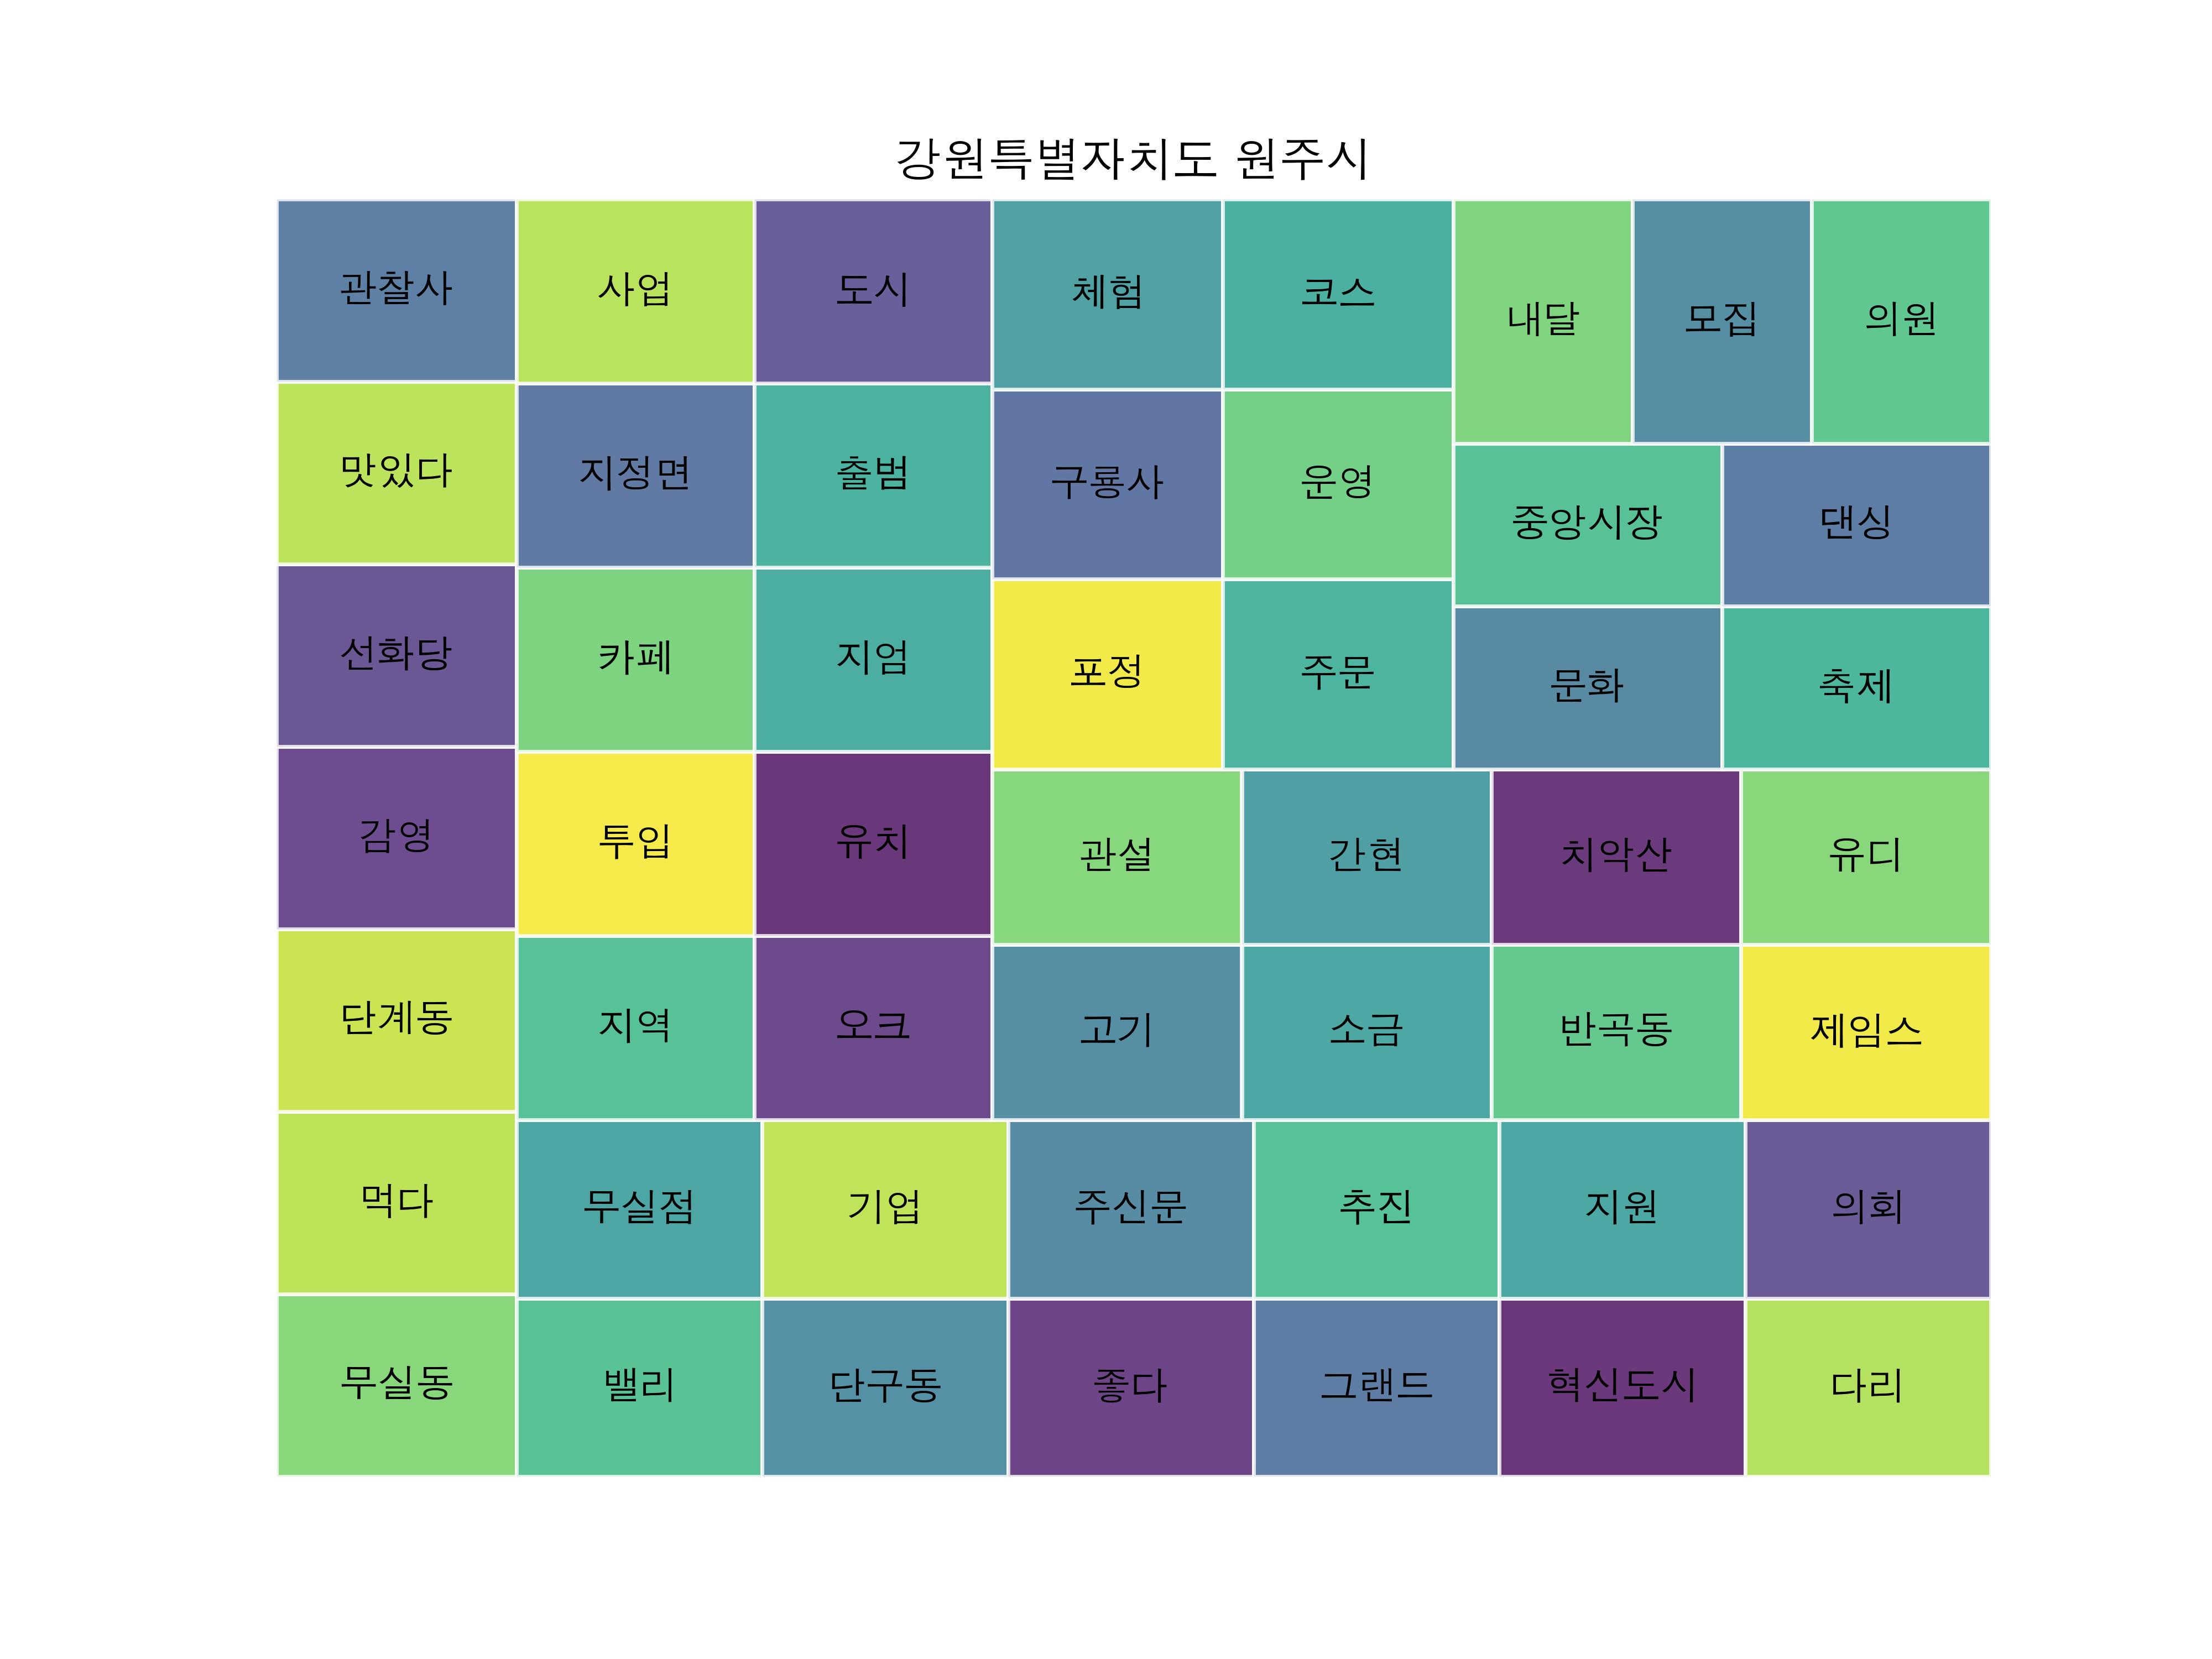 강원특별자치도 원주시
관찰사 사업 도시 체험 코스 내달 모집 의원
맛있다 지정면 출범 구룡사 운영 중앙시장 댄싱
선화당 카페 지엄 포정 주문 문화 축제
감영 투입 유치 관설 간현 치악산 유디
단계동 지역 오크 고기 소금 반곡동 제임스
먹다 무실점 기업 주신문 추진 지원 의회
무실동 밸리 단구동 좋다 그랜드 혁신도시 다리